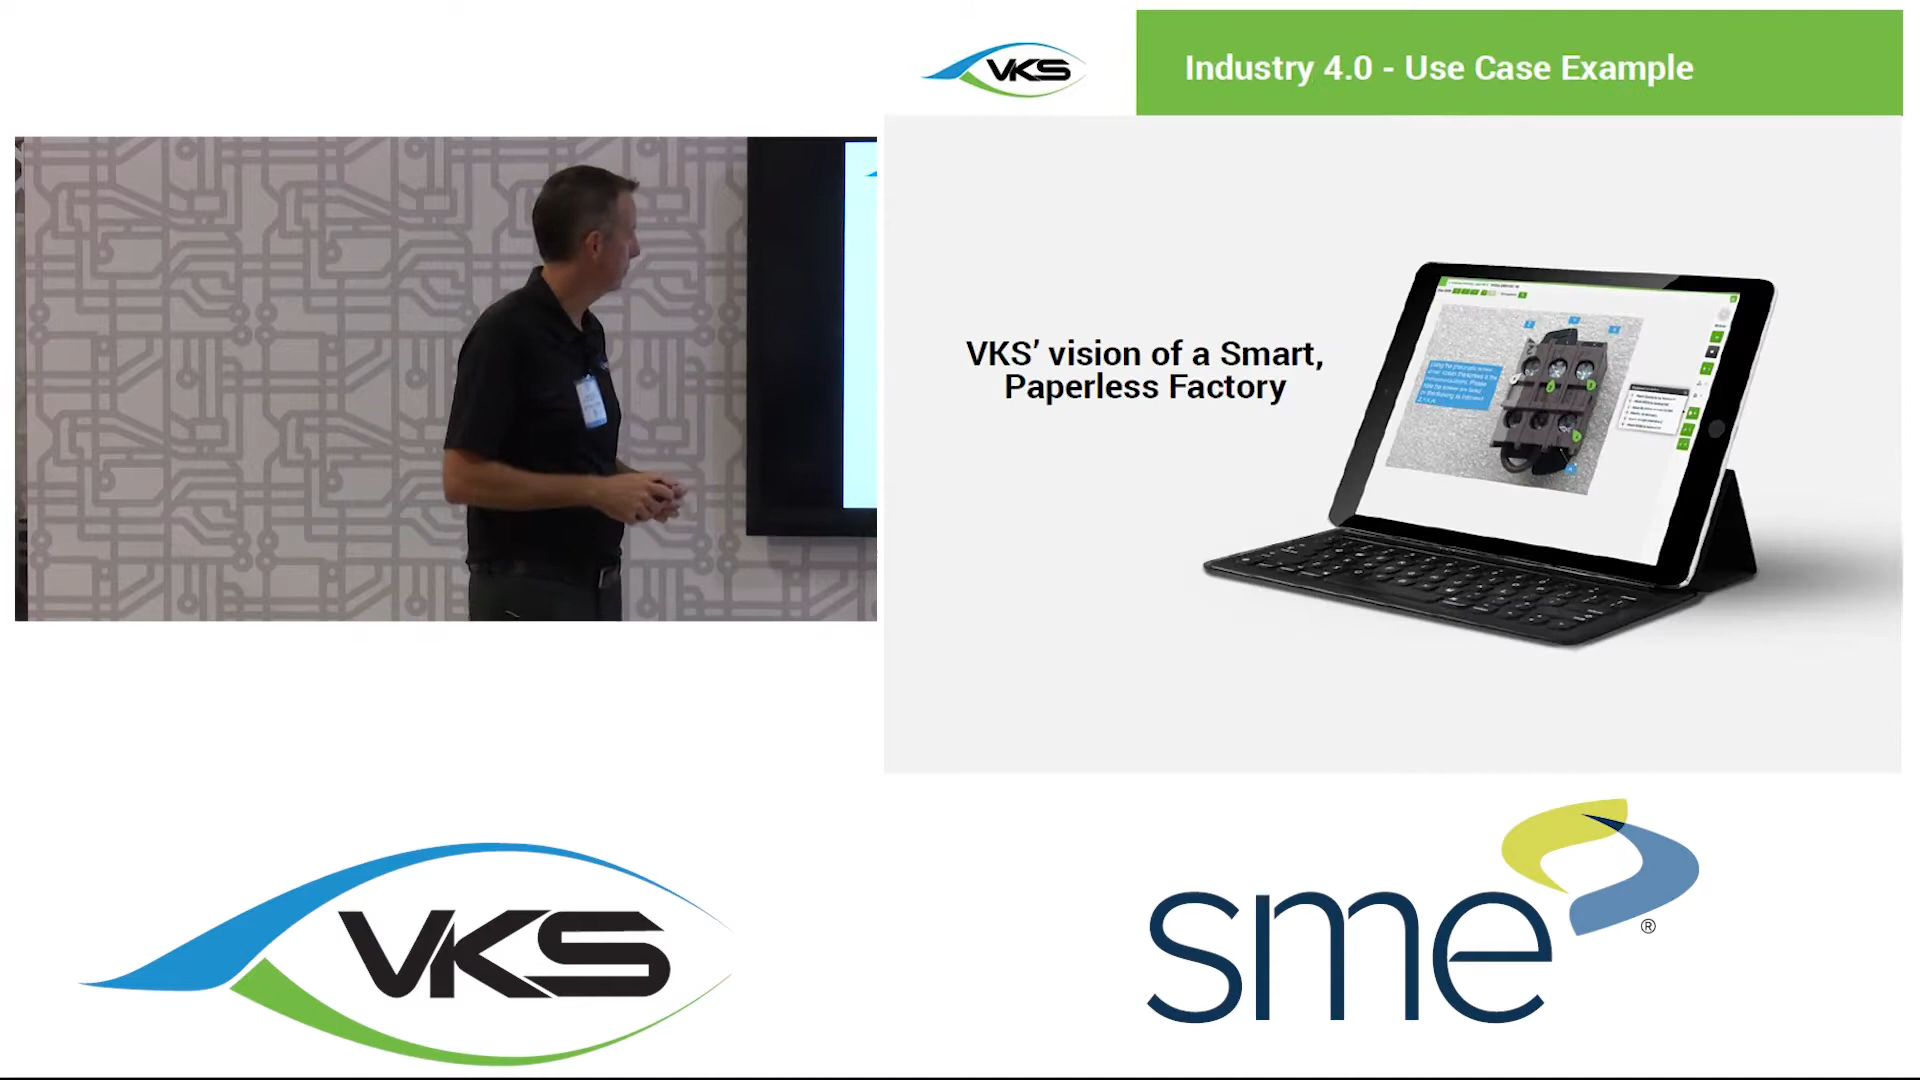 VKS
Industry 4.0 - Use Case Example
VKS’ vision of a Smart,
Paperless Factory
VKS
sme®